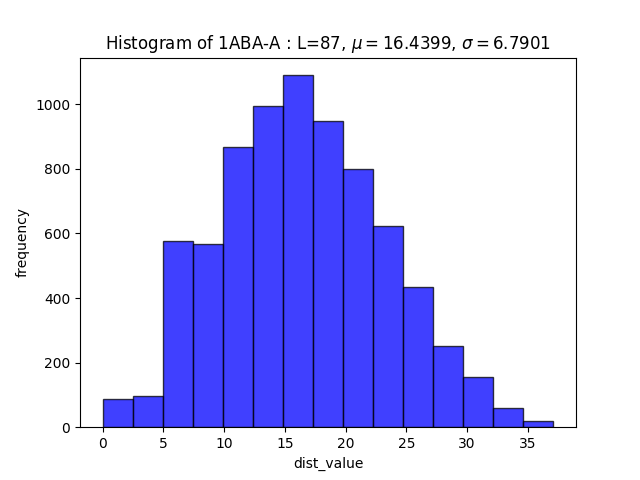 Histogram of 1ABA-A : L=87, μ = 16.4399, σ = 6.7901
1000
800
600
400
200
0
frequency
0 5 10 15 20 25 30 35
dist_value